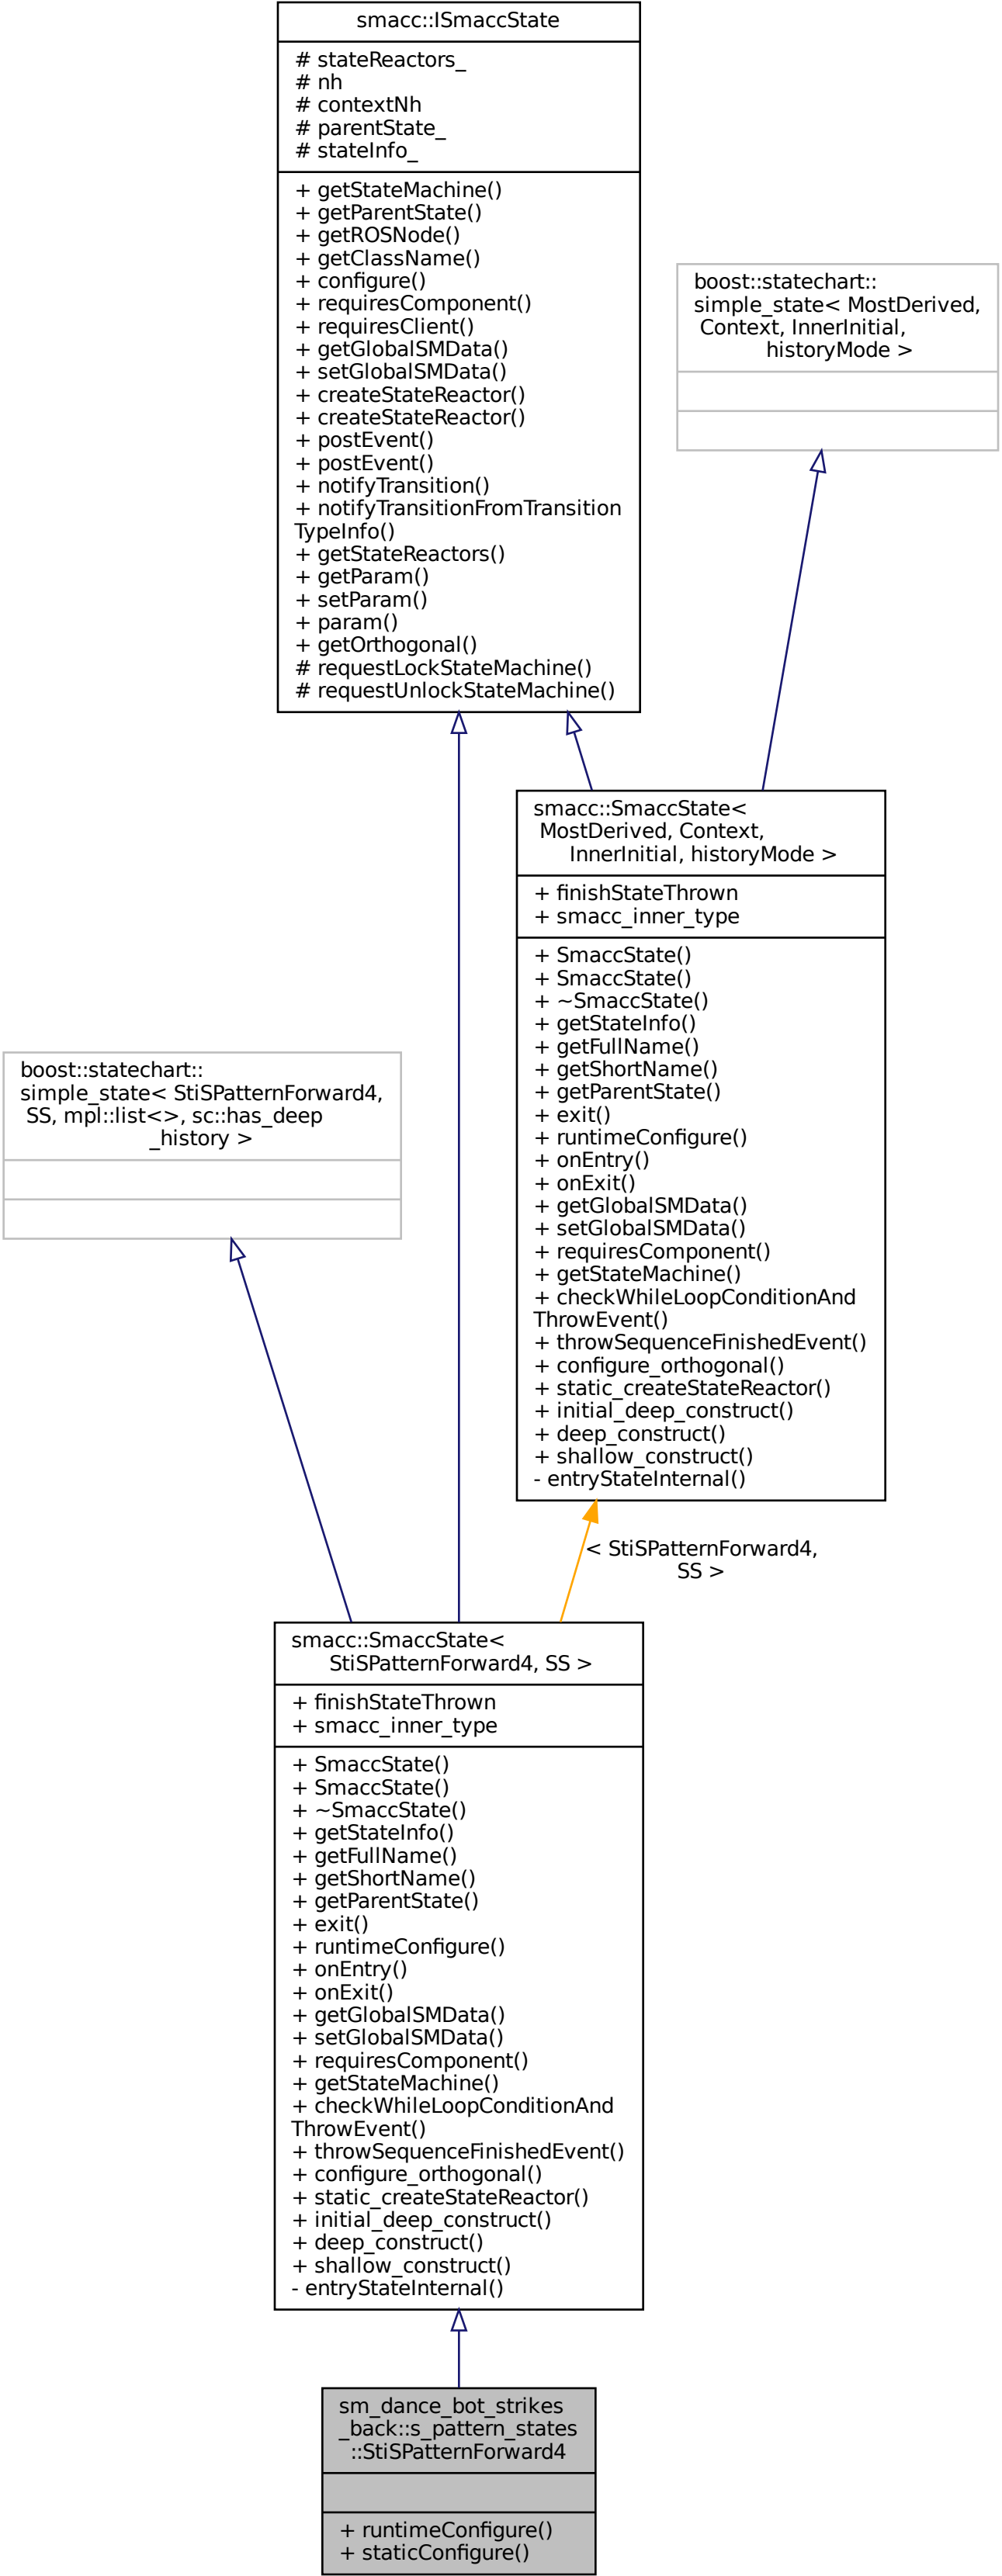 smacc::ISmaccState
# stateReactors_
# nh
# contextNh
# parentState_
# stateInfo_
+ getStateMachine()
+ getParentState()
+ getROSNode()
+ getClassName()
+ configure()
+ requiresComponent()
+ requiresClient()
+ getGlobalSMData()
+ setGlobalSMData()
+ createStateReactor()
+ createStateReactor()
+ postEvent()
+ postEvent()
+ notifyTransition()
+ notifyTransitionFromTransition
TypeInfo()
+ getStateReactors()
+ getParam()
+ setParam()
+ param()
+ getOrthogonal()
# requestLockStateMachine()
# requestUnlockStateMachine()
boost::statechart::
simple_state< MostDerived,
Context, InnerInitial,
historyMode >
smacc::SmaccState<
MostDerived, Context,
InnerInitial, historyMode >
+ finishStateThrown
+ smacc_inner_type
+ SmaccState()
+ SmaccState()
+ ~SmaccState()
+ getStateInfo()
+ getFullName()
+ getShortName()
+ getParentState()
+ exit()
+ runtimeConfigure()
+ onEntry()
+ onExit()
+ getGlobalSMData()
+ setGlobalSMData()
+ requiresComponent()
+ getStateMachine()
+ checkWhileLoopConditionAnd
ThrowEvent()
+ throwSequenceFinishedEvent()
+ configure_orthogonal()
+ static_createStateReactor()
+ initial_deep_construct()
+ deep_construct()
+ shallow_construct()
- entryStateInternal()
boost::statechart::
simple_state< StiSPatternForward4,
SS, mpl::list<>, sc::has_deep
_history >
< StiSPatternForward4,
SS >
smacc::SmaccState<
StiSPatternForward4, SS >
+ finishStateThrown
+ smacc_inner_type
+ SmaccState()
+ SmaccState()
+ ~SmaccState()
+ getStateInfo()
+ getFullName()
+ getShortName()
+ getParentState()
+ exit()
+ runtimeConfigure()
+ onEntry()
+ onExit()
+ getGlobalSMData()
+ setGlobalSMData()
+ requiresComponent()
+ getStateMachine()
+ checkWhileLoopConditionAnd
ThrowEvent()
+ throwSequenceFinishedEvent()
+ configure_orthogonal()
+ static_createStateReactor()
+ initial_deep_construct()
+ deep_construct()
+ shallow_construct()
- entryStateInternal()
sm_dance_bot_strikes
_back::s_pattern_states
::StiSPatternForward4
+ runtimeConfigure()
+ staticConfigure()